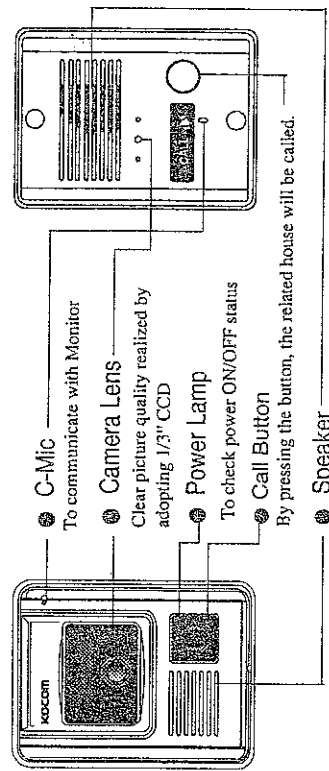 KOCOM
C-Mic
To communicate with Monitor
Camera Lens
Clear picture quality realized by
adopting 1/3" CCD
Power Lamp
To check power ON/OFF status
Call Button
By pressing the button, the related house will be called.
Speaker